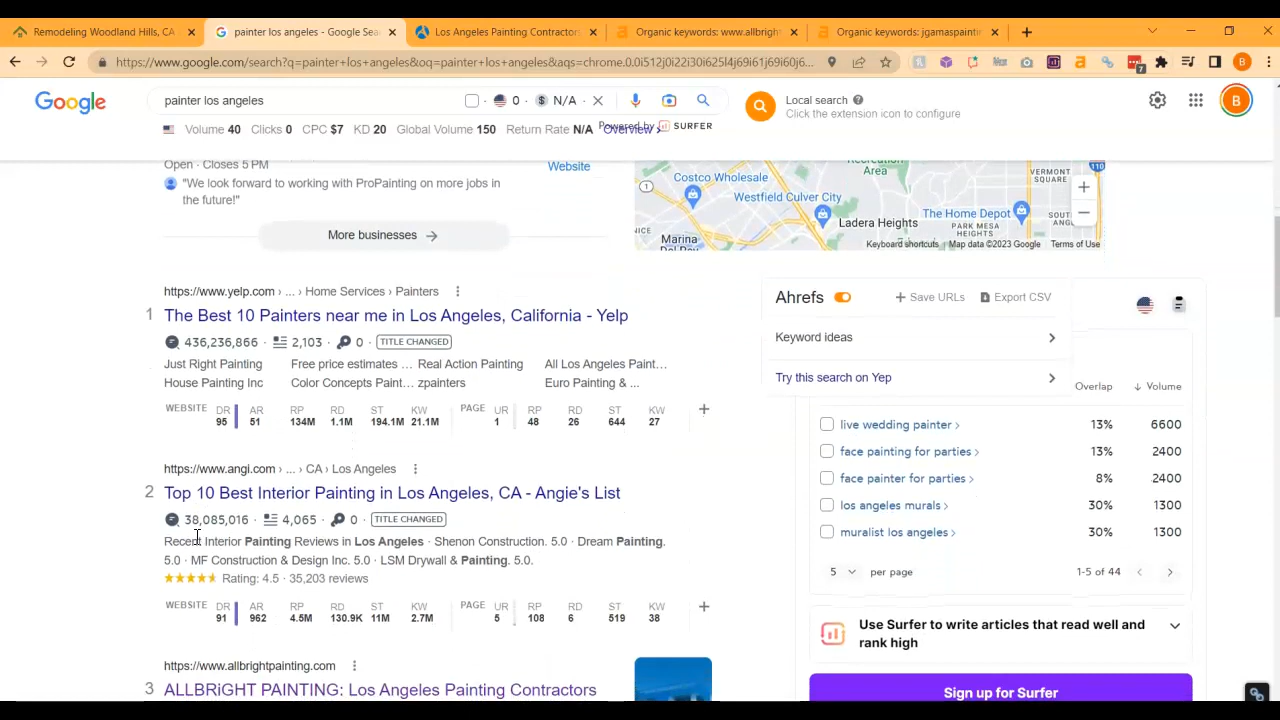 Remodeling Woodland Hills, CA
painter los angeles - Google Sea
Los Angeles Painting Contractors
Organic keywords: www.allbright
Organic keywords: jgamaspaintin
https://www.google.com/search?q=painter+los+angeles&oq=painter+los+angeles&aqs=chrome.0.0i512j0i22i30i625l4j69i61j69i60j6...
7
B
Google
painter los angeles
0
N/A
Local search
Click the extension icon to configure
B
Volume 40 Clicks 0 CPC $7 KD 20 Global Volume 150 Return Rate N/A Overview
Powered by SURFER
Open · Closes 5 PM
Website
"We look forward to working with ProPainting on more jobs in
the future!"
More businesses →
Recreation Area
Costco Wholesale
Westfield Culver City
Ladera Heights
The Home Depot
VERMONT
SQUARE
110
1
Marina
Keyboard shortcuts Map data ©2023 Google Terms of Use
https://www.yelp.com › ... › Home Services › Painters
1 The Best 10 Painters near me in Los Angeles, California - Yelp
436,236,866 · 2,103 · 0 · TITLE CHANGED
Just Right Painting Free price estimates ... Real Action Painting All Los Angeles Paint...
House Painting Inc Color Concepts Paint... zpainters Euro Painting & ...
WEBSITE DR AR RP RD ST KW PAGE UR RP RD ST KW
95 51 134M 1.1M 194.1M 21.1M 1 48 26 644 27
https://www.angi.com › ... › CA › Los Angeles
2 Top 10 Best Interior Painting in Los Angeles, CA - Angie's List
38,085,016 · 4,065 · 0 · TITLE CHANGED
Recent Interior Painting Reviews in Los Angeles · Shenon Construction. 5.0 · Dream Painting.
5.0 · MF Construction & Design Inc. 5.0 · LSM Drywall & Painting. 5.0.
Rating: 4.5 · 35,203 reviews
WEBSITE DR AR RP RD ST KW PAGE UR RP RD ST KW
91 962 4.5M 130.9K 11M 2.7M 5 108 6 519 38
https://www.allbrightpainting.com
3 ALLBRiGHT PAINTING: Los Angeles Painting Contractors
Ahrefs + Save URLs Export CSV
Keyword ideas
Try this search on Yep
Overlap ↓ Volume
live wedding painter › 13% 6600
face painting for parties › 13% 2400
face painter for parties › 8% 2400
los angeles murals › 30% 1300
muralist los angeles › 30% 1300
5 per page 1-5 of 44
Use Surfer to write articles that read well and
rank high
Sign up for Surfer